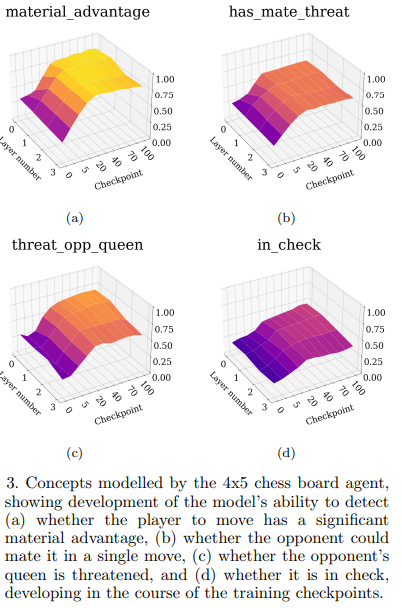 material_advantage
has_mate_threat
1.00
0.75
0.50
0.25
0.00
0
1
2
3
Layer number
0
5
20
40
70
100
Checkpoint
1.00
0.75
0.50
0.25
0.00
0
1
2
3
Layer number
0
5
20
40
70
100
Checkpoint
(a)
(b)
threat_opp_queen
in_check
1.00
0.75
0.50
0.25
0.00
0
1
2
3
Layer number
0
5
20
40
70
100
Checkpoint
1.00
0.75
0.50
0.25
0.00
0
1
2
3
Layer number
0
5
20
40
70
100
Checkpoint
(c)
(d)
3. Concepts modelled by the 4x5 chess board agent,
showing development of the model's ability to detect
(a) whether the player to move has a significant
material advantage, (b) whether the opponent could
mate it in a single move, (c) whether the opponent's
queen is threatened, and (d) whether it is in check,
developing in the course of the training checkpoints.